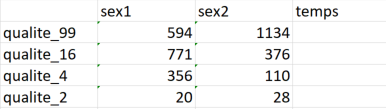 sex1 sex2 temps
qualite_99 594 1134
qualite_16 771 376
qualite_4 356 110
qualite_2 20 28